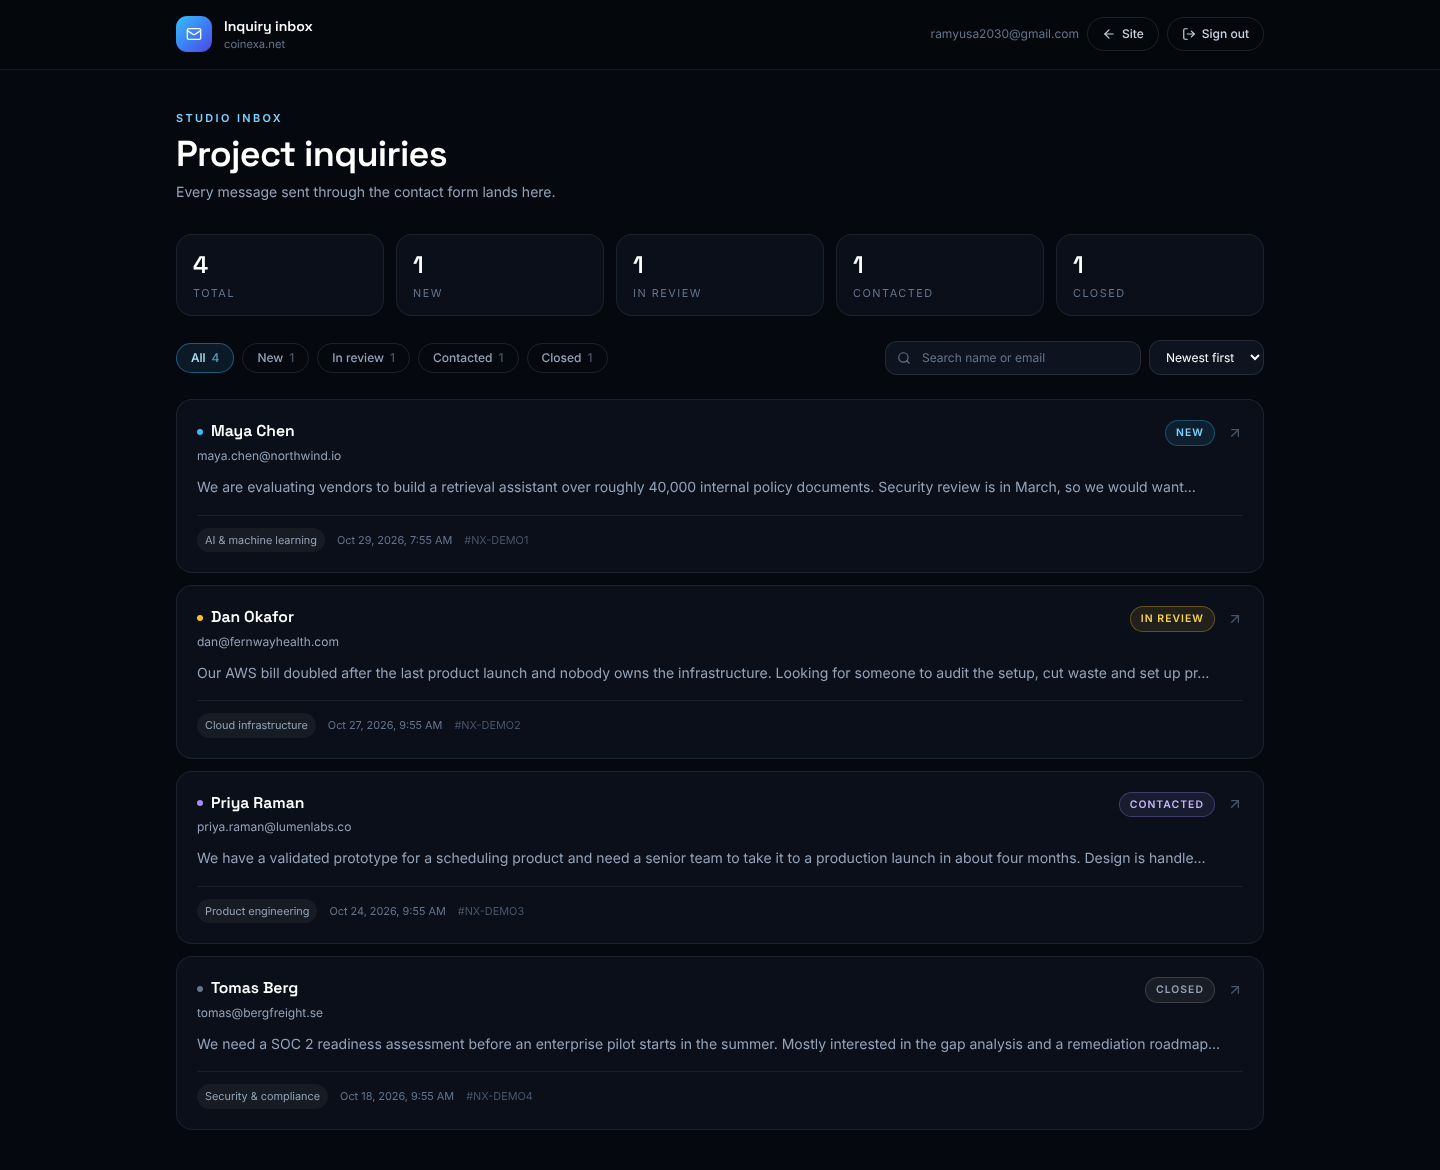 Inquiry inbox
coinexa.net
ramyusa2030@gmail.com
Site
Sign out
STUDIO INBOX
Project inquiries
Every message sent through the contact form lands here.
4
TOTAL
1
NEW
1
IN REVIEW
1
CONTACTED
1
CLOSED
All 4
New 1
In review 1
Contacted 1
Closed 1
Search name or email
Newest first
Maya Chen
NEW
maya.chen@northwind.io
We are evaluating vendors to build a retrieval assistant over roughly 40,000 internal policy documents. Security review is in March, so we would want...
AI & machine learning Oct 29, 2026, 7:55 AM #NX-DEMO1
Dan Okafor
IN REVIEW
dan@fernwayhealth.com
Our AWS bill doubled after the last product launch and nobody owns the infrastructure. Looking for someone to audit the setup, cut waste and set up pr...
Cloud infrastructure Oct 27, 2026, 9:55 AM #NX-DEMO2
Priya Raman
CONTACTED
priya.raman@lumenlabs.co
We have a validated prototype for a scheduling product and need a senior team to take it to a production launch in about four months. Design is handle...
Product engineering Oct 24, 2026, 9:55 AM #NX-DEMO3
Tomas Berg
CLOSED
tomas@bergfreight.se
We need a SOC 2 readiness assessment before an enterprise pilot starts in the summer. Mostly interested in the gap analysis and a remediation roadmap...
Security & compliance Oct 18, 2026, 9:55 AM #NX-DEMO4